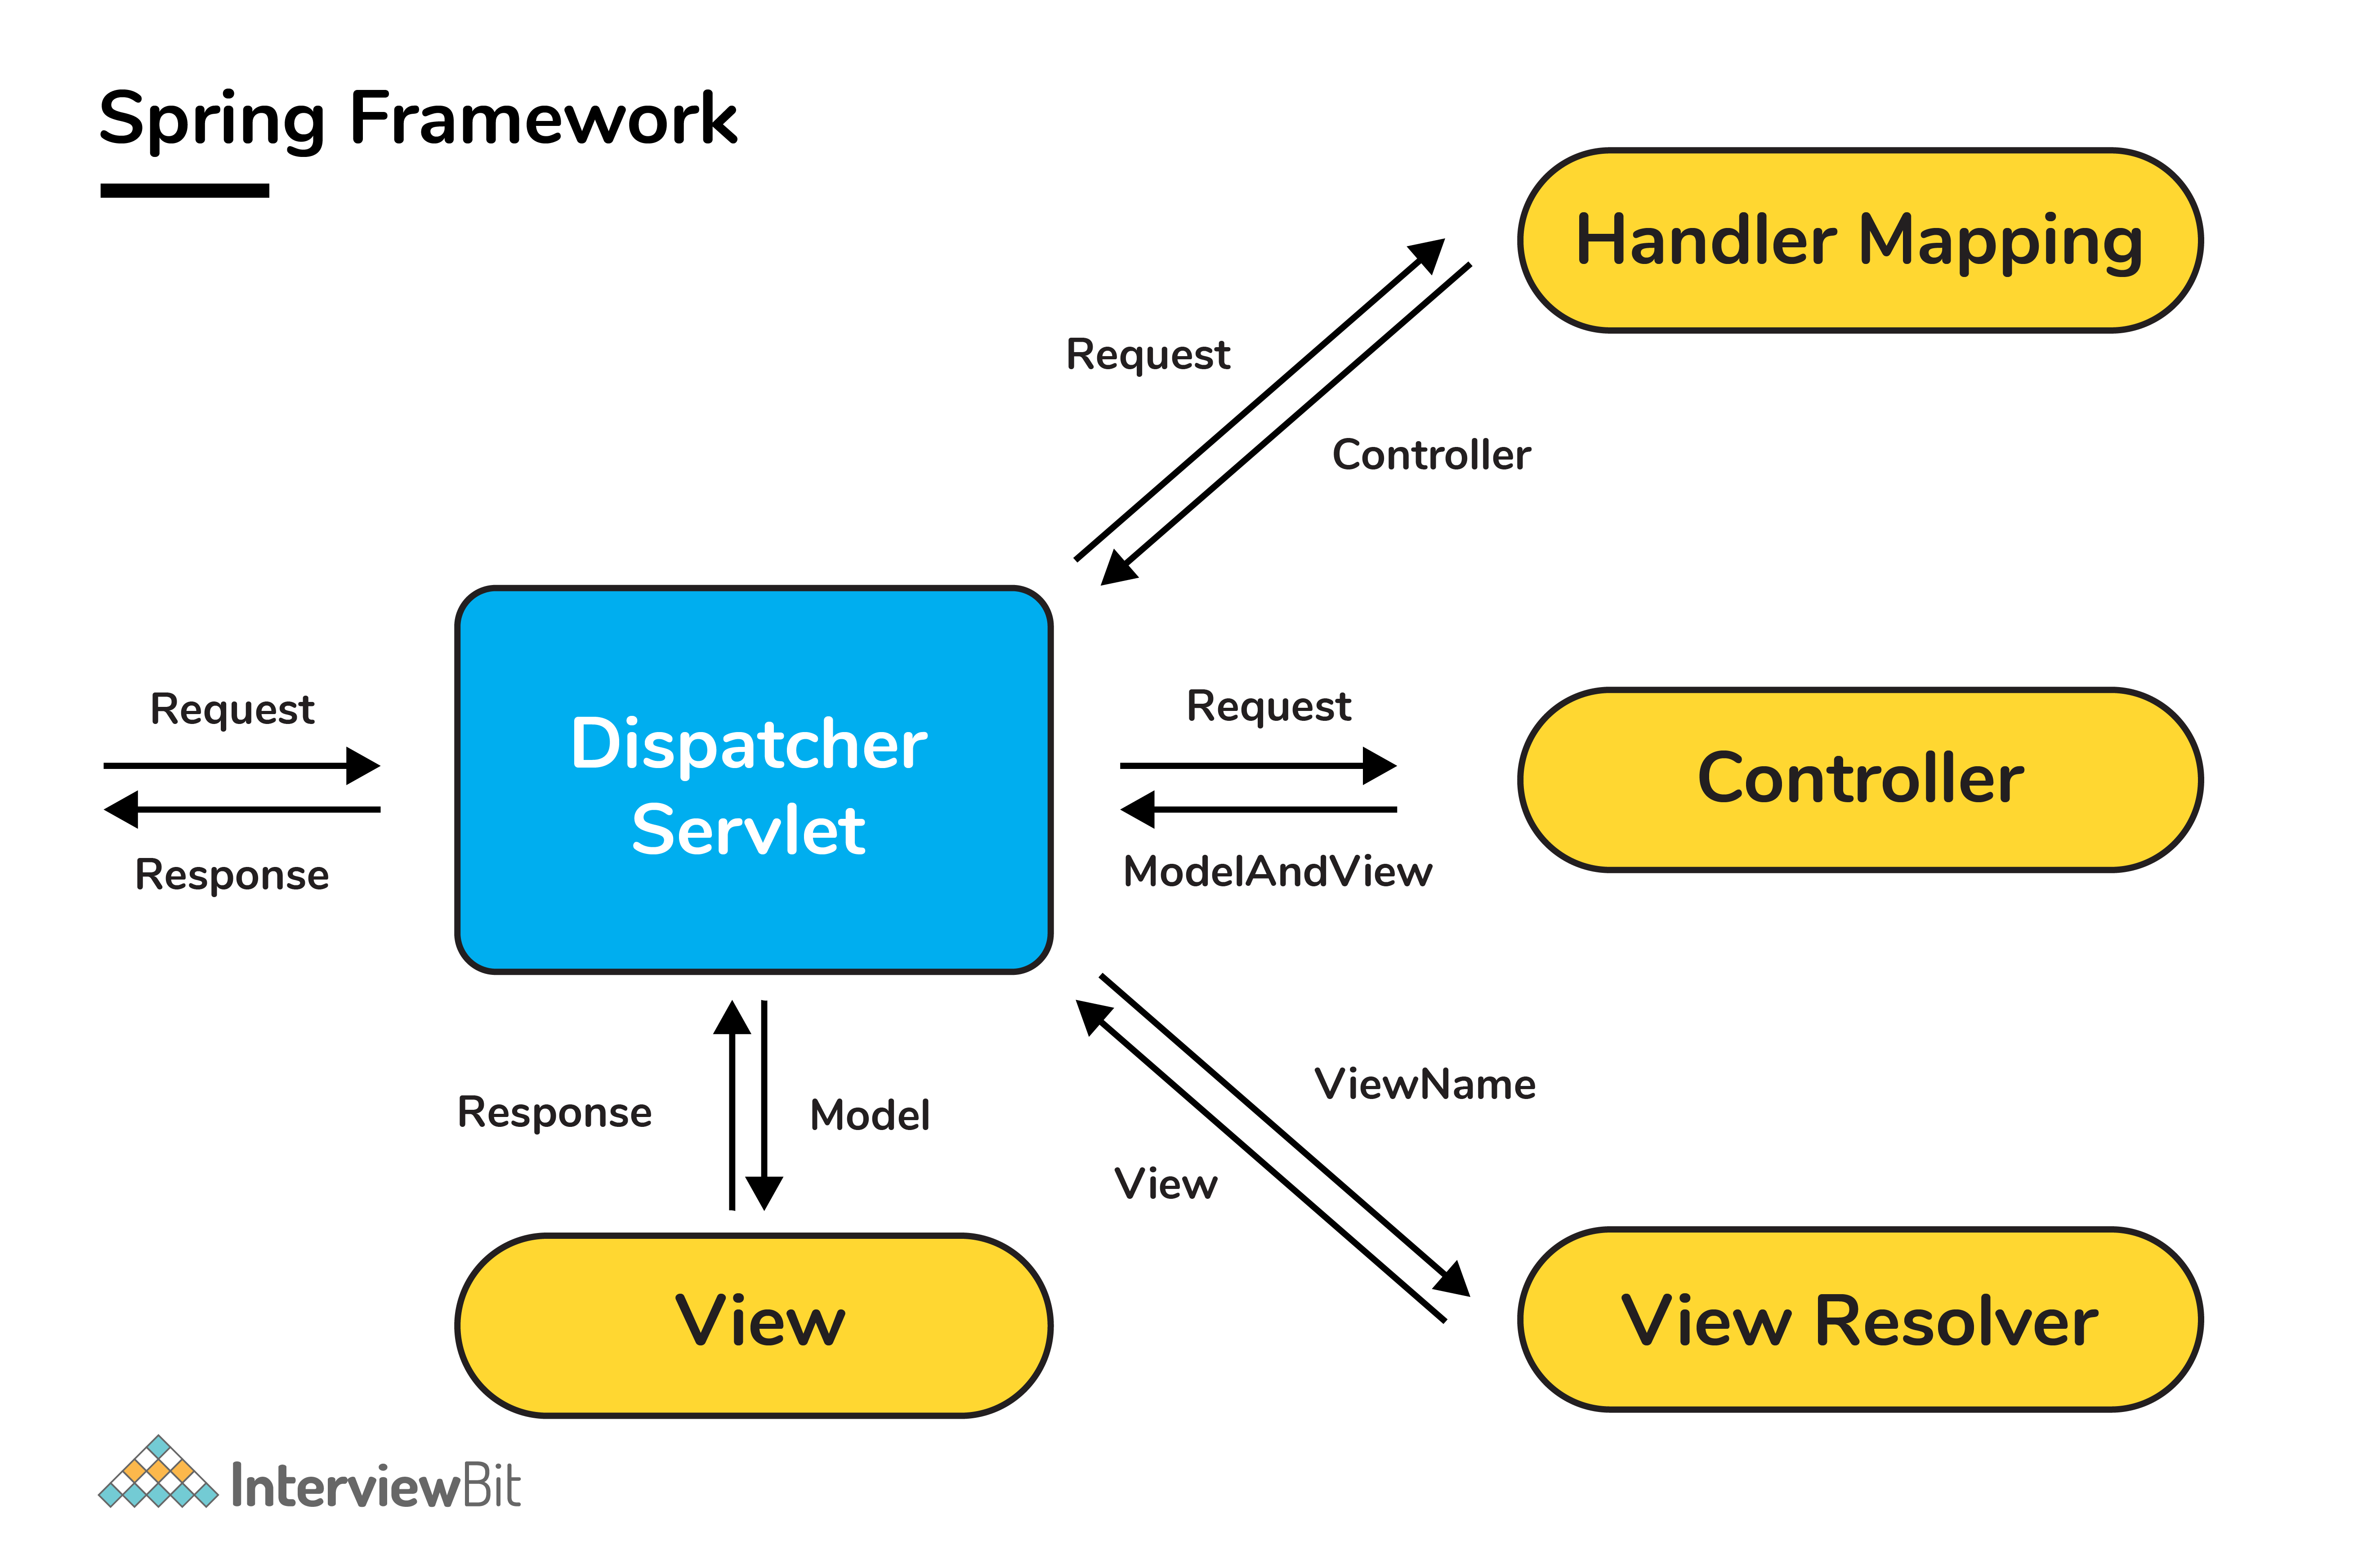 Spring Framework
Handler Mapping
Request
Controller
Request
Response
Dispatcher
Servlet
Request
ModelAndView
Controller
Response
Model
ViewName
View
View
View Resolver
InterviewBit